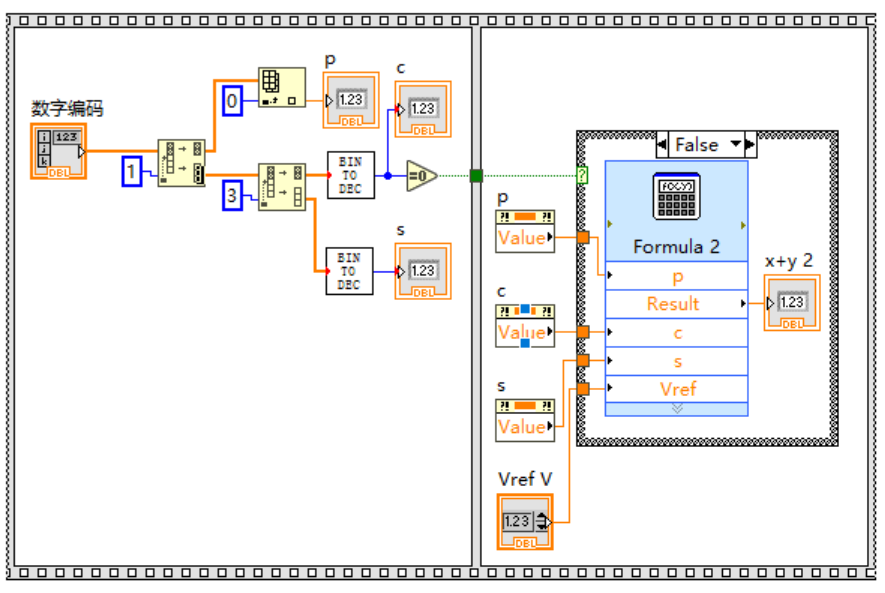 数字编码
i
j
k
123
DBL
1
0
3
p
1.23
DBL
c
1.23
DBL
BIN
TO
DEC
=0
BIN
TO
DEC
s
1.23
DBL
False
?
p
?! ?!
Value
c
?! ?!
Value
s
?! ?!
Value
Vref V
1.23
DBL
F(X,Y)
Formula 2
p
Result
c
s
Vref
x+y 2
1.23
DBL